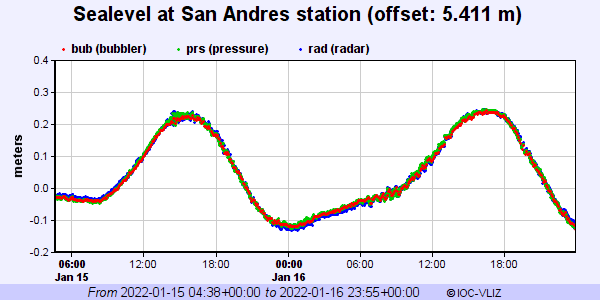 Sealevel at San Andres station (offset: 5.411 m)
bub (bubbler) prs (pressure) rad (radar)
0.4
0.3
0.2
0.1
0.0
-0.1
-0.2
meters
06:00 12:00 18:00 00:00 06:00 12:00 18:00
Jan 15 Jan 16
From 2022-01-15 04:38+00:00 to 2022-01-16 23:55+00:00 © IOC-VLIZ